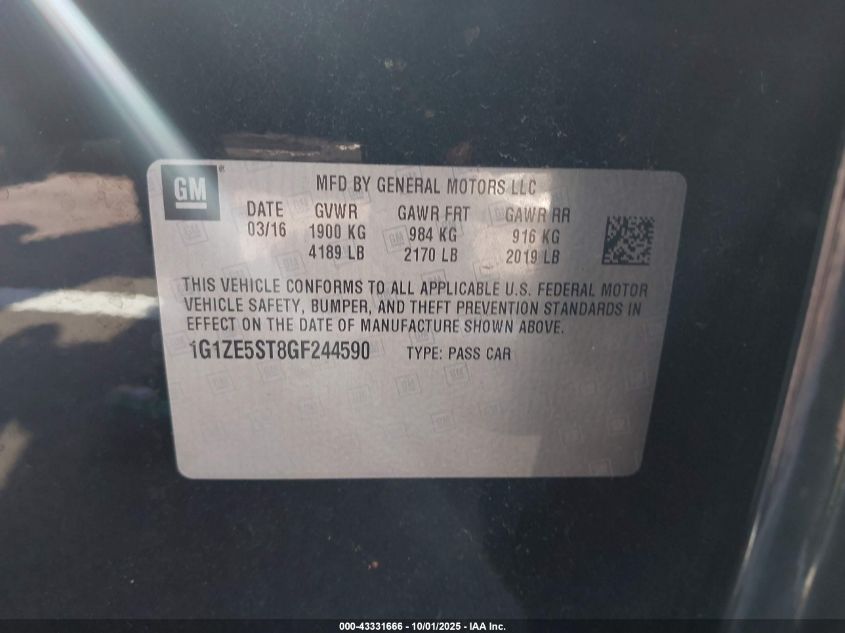 GM
MFD BY GENERAL MOTORS LLC
DATE GVWR GAWR FRT GAWR RR
03/16 1900 KG 984 KG 916 KG
4189 LB 2170 LB 2019 LB
THIS VEHICLE CONFORMS TO ALL APPLICABLE U.S. FEDERAL MOTOR
VEHICLE SAFETY, BUMPER, AND THEFT PREVENTION STANDARDS IN
EFFECT ON THE DATE OF MANUFACTURE SHOWN ABOVE.
1G1ZE5ST8GF244590 TYPE: PASS CAR
000-43331666 - 10/01/2025 - IAA Inc.